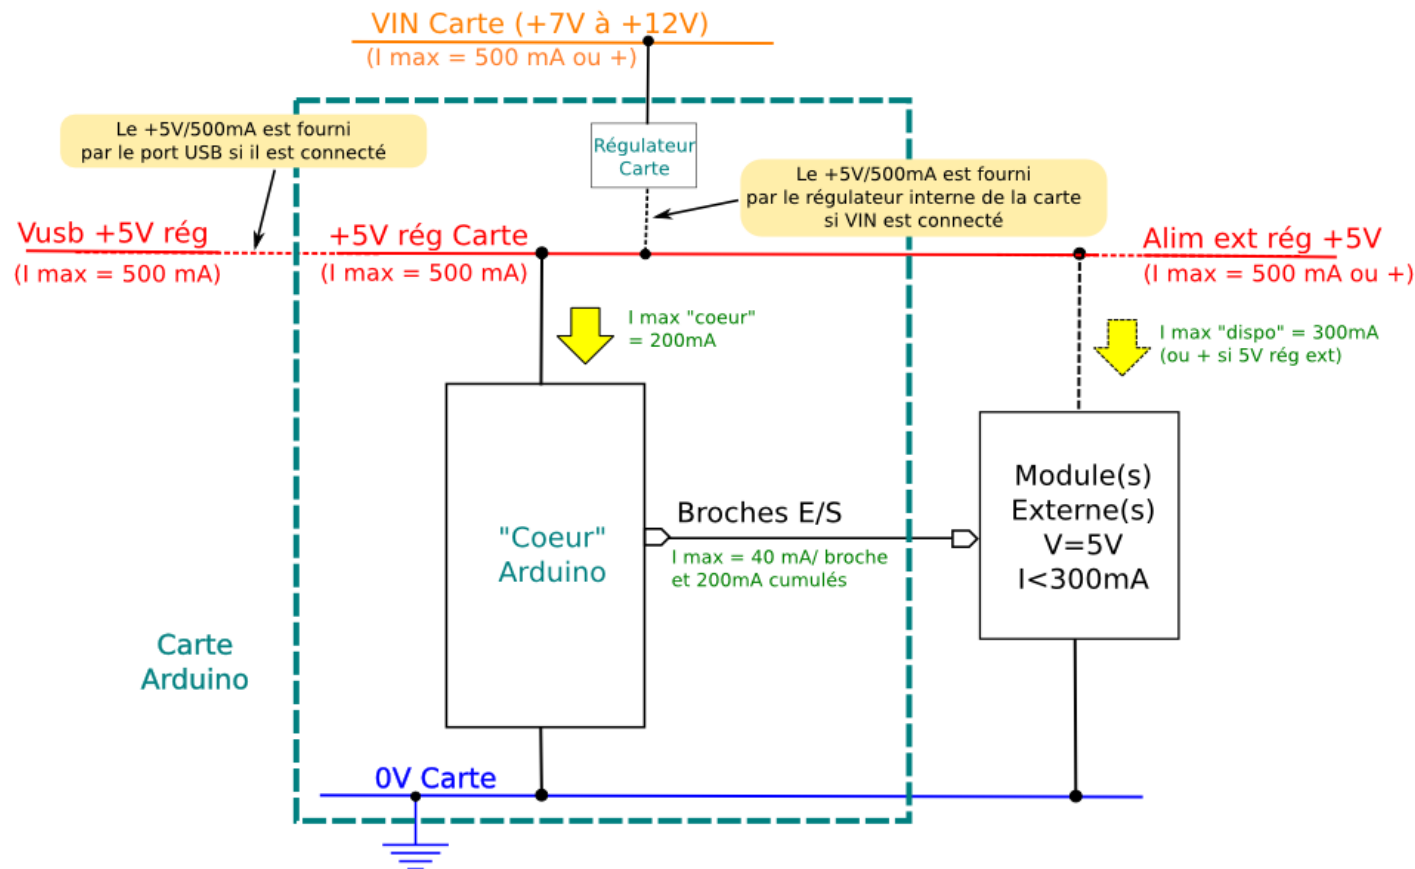 VIN Carte (+7V à +12V)
(I max = 500 mA ou +)
Le +5V/500mA est fourni
par le port USB si il est connecté
Régulateur
Carte
Le +5V/500mA est fourni
par le régulateur interne de la carte
si VIN est connecté
Vusb +5V rég
(I max = 500 mA)
+5V rég Carte
(I max = 500 mA)
Alim ext rég +5V
(I max = 500 mA ou +)
I max "coeur"
= 200mA
I max "dispo" = 300mA
(ou + si 5V rég ext)
"Coeur"
Arduino
Broches E/S
I max = 40 mA/ broche
et 200mA cumulés
Module(s)
Externe(s)
V=5V
I<300mA
Carte
Arduino
0V Carte